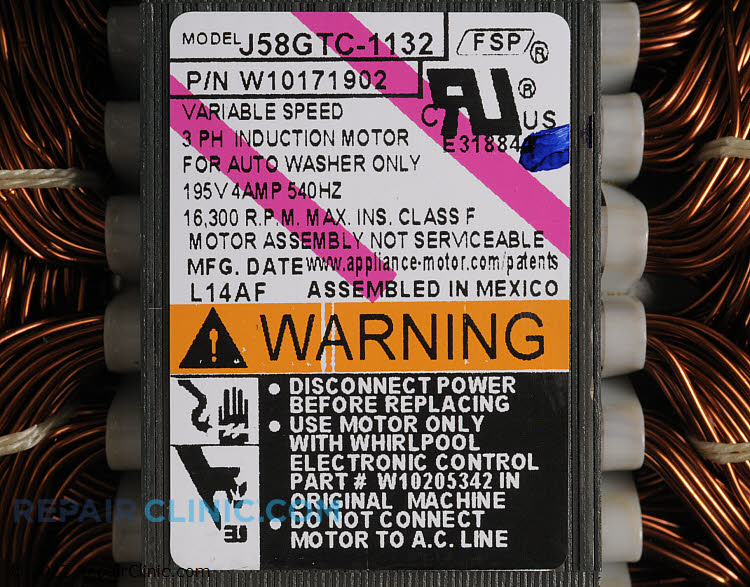 MODEL J58GTC-1132 FSP ®
P/N W10171902
C UR US ®
VARIABLE SPEED
3 PH INDUCTION MOTOR E318844
FOR AUTO WASHER ONLY
195V 4AMP 540HZ
16,300 R.P.M. MAX. INS. CLASS F
MOTOR ASSEMBLY NOT SERVICEABLE
MFG. DATE www.appliance-motor.com/patents
L14AF ASSEMBLED IN MEXICO
WARNING
• DISCONNECT POWER
BEFORE REPLACING
• USE MOTOR ONLY
WITH WHIRLPOOL
ELECTRONIC CONTROL
PART # W10205342 IN
ORIGINAL MACHINE
• DO NOT CONNECT
MOTOR TO A.C. LINE
REPAIRCLINIC.COM